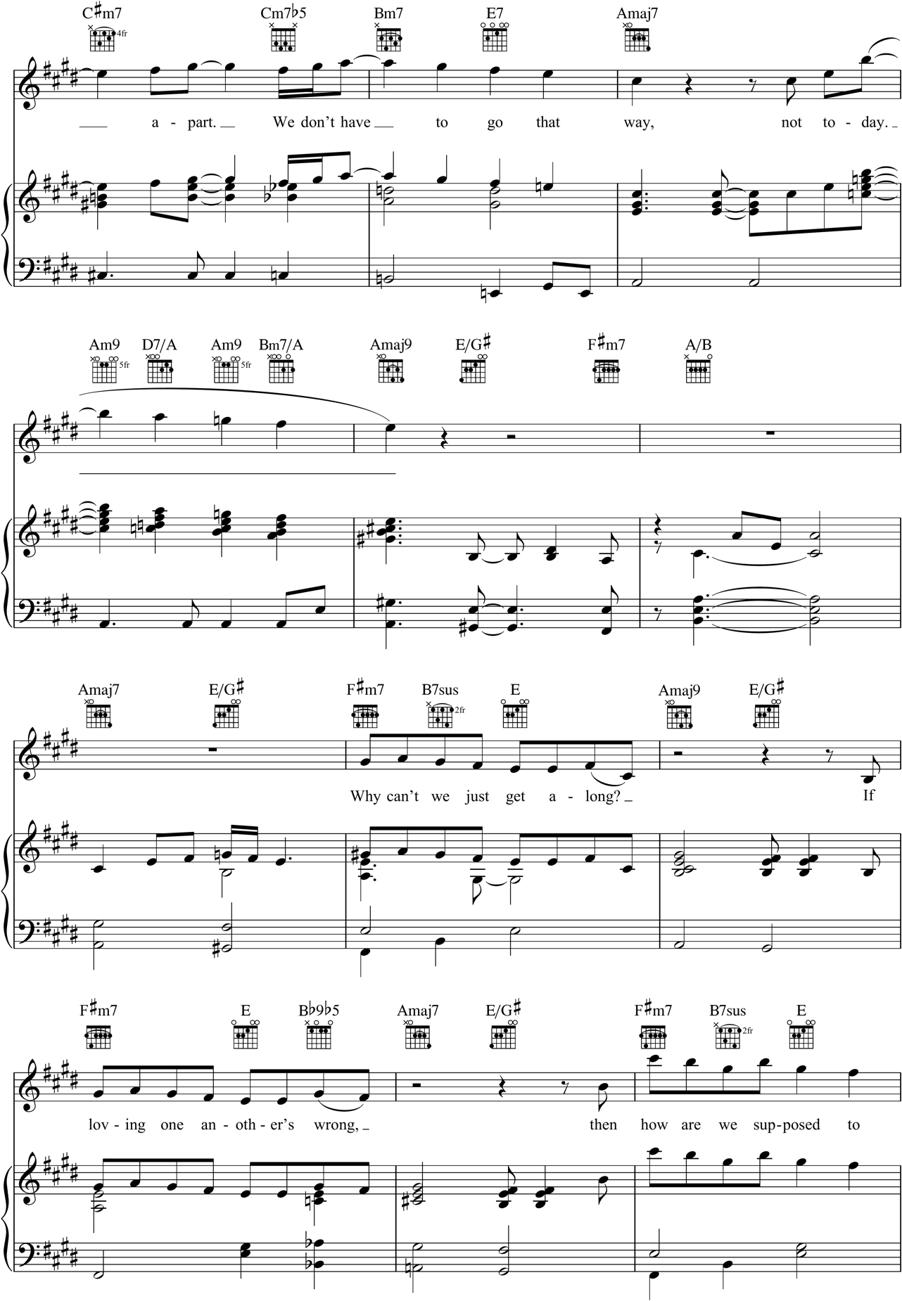 C♯m7 Cm7♭5 Bm7 E7 Amaj7
4fr
a - part. We don't have to go that way, not to - day.
Am9 D7/A Am9 Bm7/A Amaj9 E/G♯ F♯m7 A/B
5fr 5fr
Amaj7 E/G♯ F♯m7 B7sus E Amaj9 E/G♯
2fr
Why can't we just get a - long? If
F♯m7 E B♭9♭5 Amaj7 E/G♯ F♯m7 B7sus E
2fr
lov - ing one an - oth - er's wrong, then how are we sup - posed to